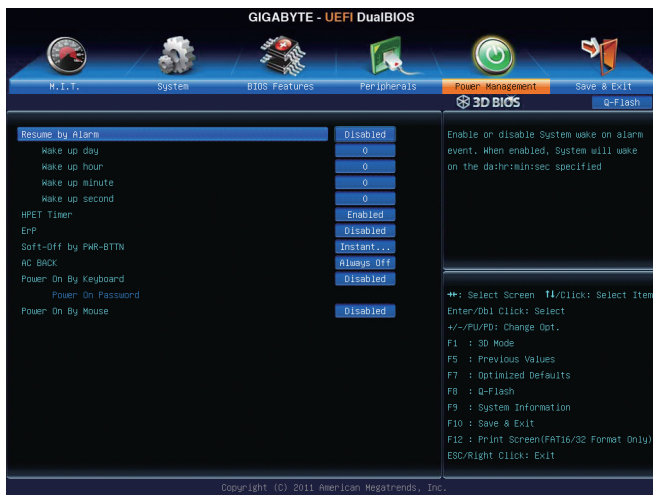 GIGABYTE - UEFI DualBIOS
M.I.T. System BIOS Features Peripherals Power Management Save & Exit
3D BIOS Q-Flash
Resume by Alarm Disabled
Wake up day 0
Wake up hour 0
Wake up minute 0
Wake up second 0
HPET Timer Enabled
ErP Disabled
Soft-Off by PWR-BTTN Instant...
AC BACK Always Off
Power On By Keyboard Disabled
Power On Password
Power On By Mouse Disabled
Enable or disable System wake on alarm
event. When enabled, System will wake
on the da:hr:min:sec specified
→←: Select Screen ↑↓/Click: Select Item
Enter/Dbl Click: Select
+/-/PU/PD: Change Opt.
F1 : 3D Mode
F5 : Previous Values
F7 : Optimized Defaults
F8 : Q-Flash
F9 : System Information
F10 : Save & Exit
F12 : Print Screen(FAT16/32 Format Only)
ESC/Right Click: Exit
Copyright (C) 2011 American Megatrends, Inc.